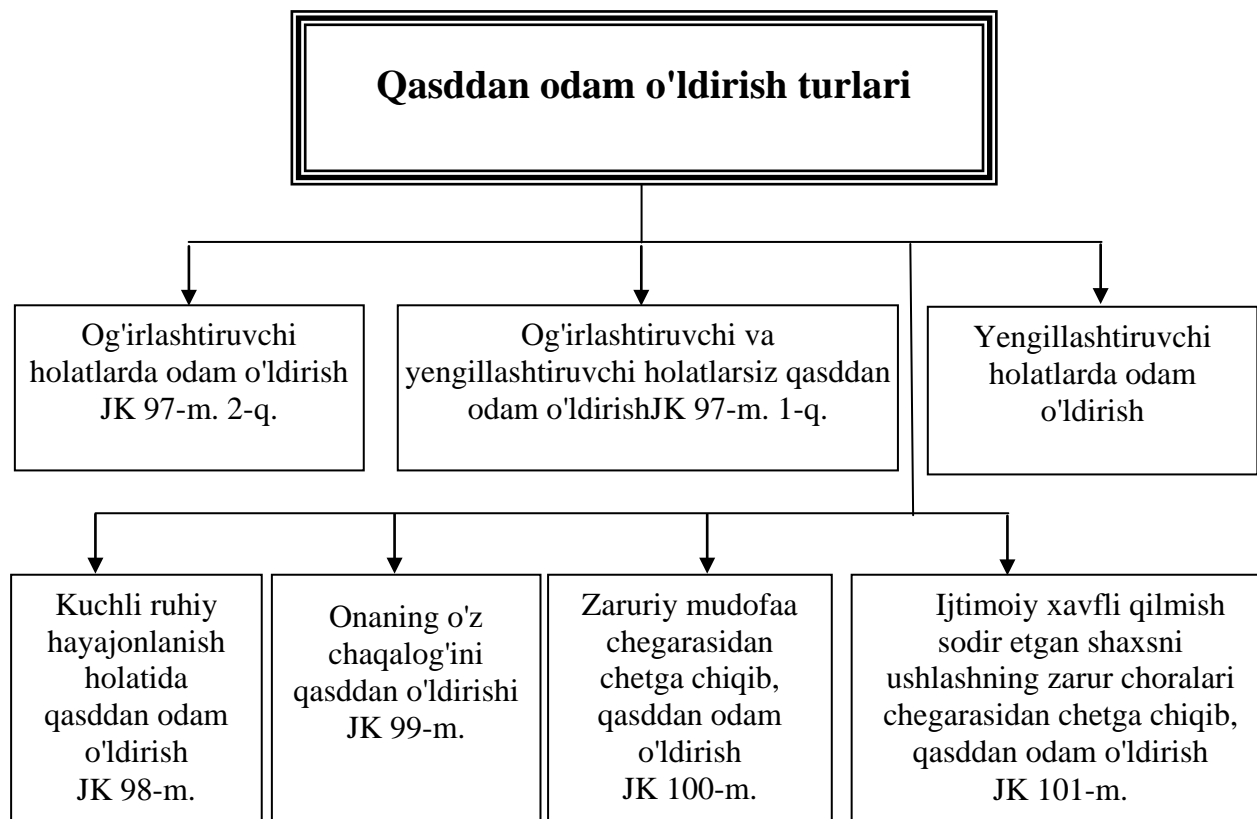 Qasddan odam o'ldirish turlari
Og'irlashtiruvchi
holatlarda odam o'ldirish
JK 97-m. 2-q.
Og'irlashtiruvchi va
yengillashtiruvchi holatlarsiz qasddan
odam o'ldirishJK 97-m. 1-q.
Yengillashtiruvchi
holatlarda odam
o'ldirish
Kuchli ruhiy
hayajonlanish
holatida
qasddan odam
o'ldirish
JK 98-m.
Onaning o'z
chaqalog'ini
qasddan o'ldirishi
JK 99-m.
Zaruriy mudofaa
chegarasidan
chetga chiqib,
qasddan odam
o'ldirish
JK 100-m.
Ijtimoiy xavfli qilmish
sodir etgan shaxsni
ushlashning zarur choralari
chegarasidan chetga chiqib,
qasddan odam o'ldirish
JK 101-m.